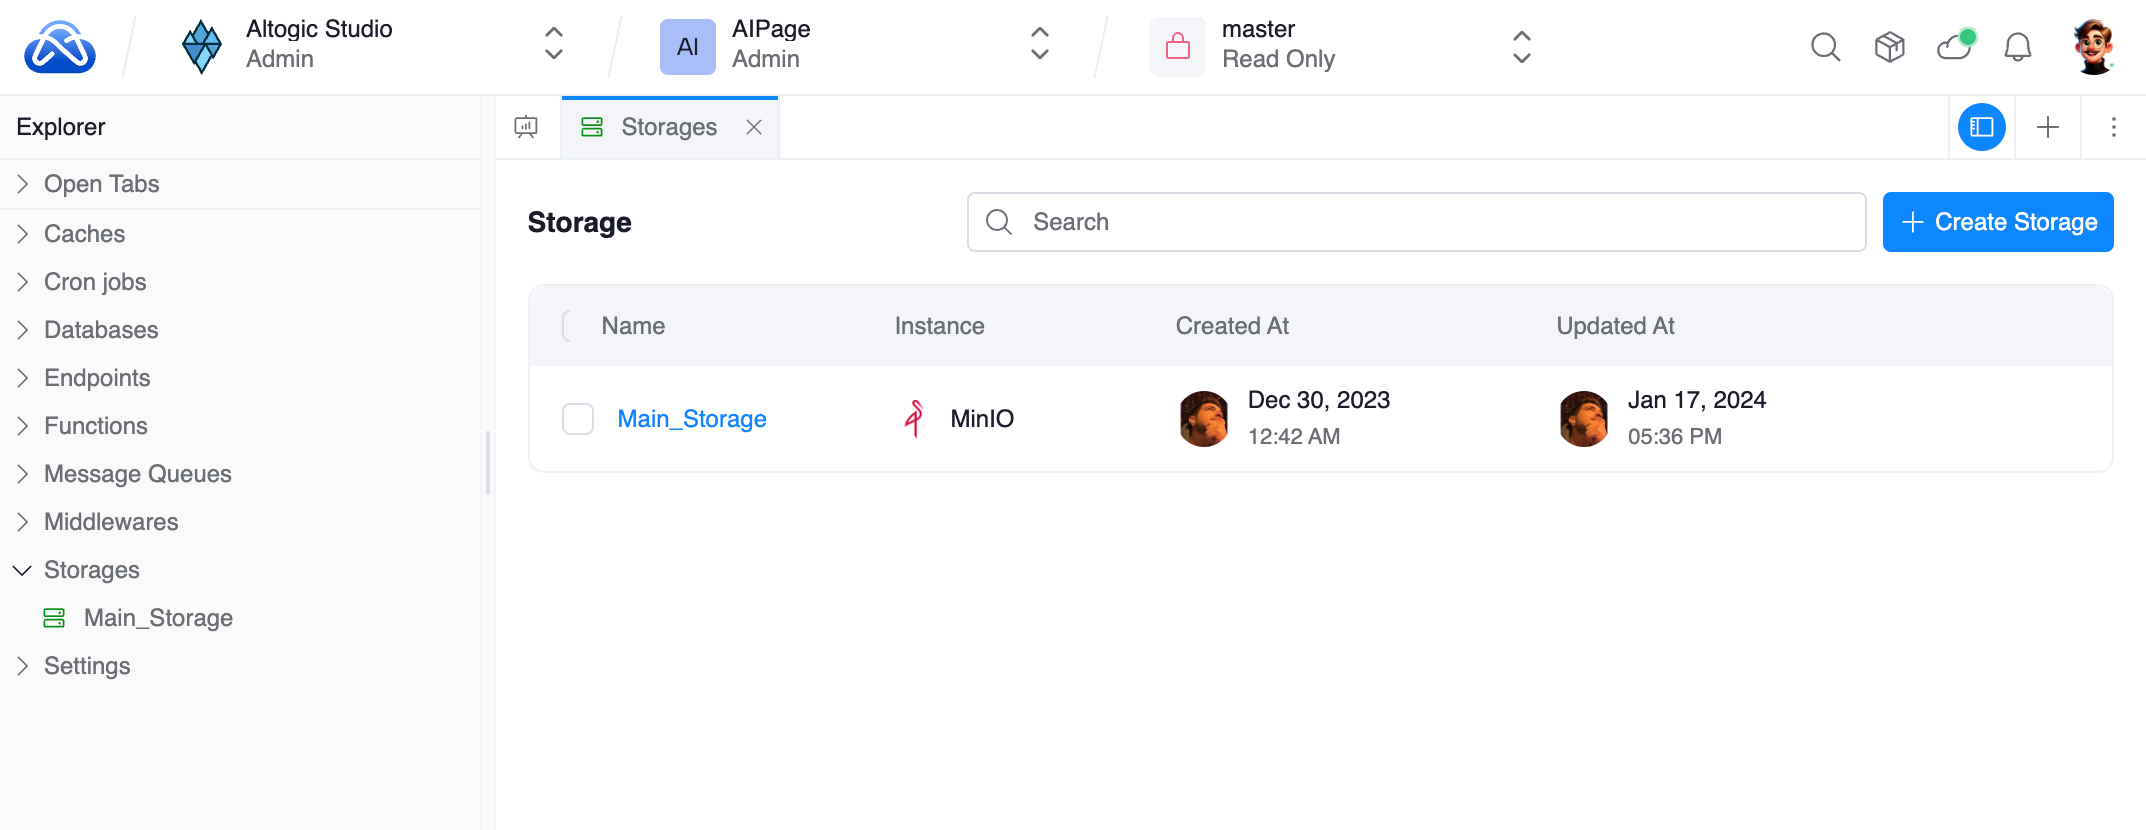 Altogic Studio
Admin
AI
AIPage
Admin
master
Read Only
Explorer
Storages
Open Tabs
Caches
Cron jobs
Databases
Endpoints
Functions
Message Queues
Middlewares
Storages
Main_Storage
Settings
Storage
Search
Create Storage
Name
Instance
Created At
Updated At
Main_Storage
MinIO
Dec 30, 2023
12:42 AM
Jan 17, 2024
05:36 PM